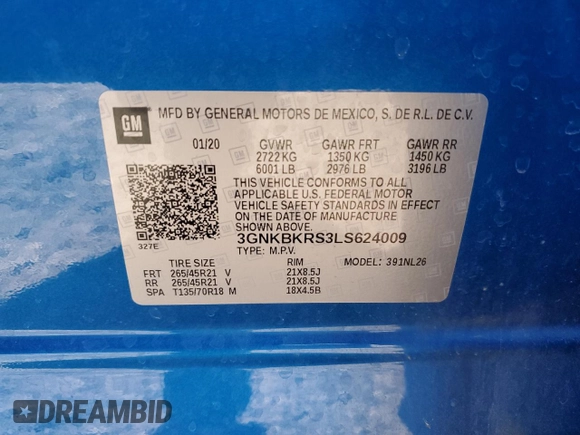 GM
MFD BY GENERAL MOTORS DE MEXICO, S. DE R.L. DE C.V.
01/20 GVWR GAWR FRT GAWR RR
2722 KG 1350 KG 1450 KG
6001 LB 2976 LB 3196 LB
THIS VEHICLE CONFORMS TO ALL
APPLICABLE U.S. FEDERAL MOTOR
VEHICLE SAFETY STANDARDS IN EFFECT
ON THE DATE OF MANUFACTURE
327E 3GNKBKRS3LS624009
TYPE: M.P.V. MODEL: 391NL26
TIRE SIZE RIM
FRT 265/45R21 V 21X8.5J
RR 265/45R21 V 21X8.5J
SPA T135/70R18 M 18X4.5B
DREAMBID